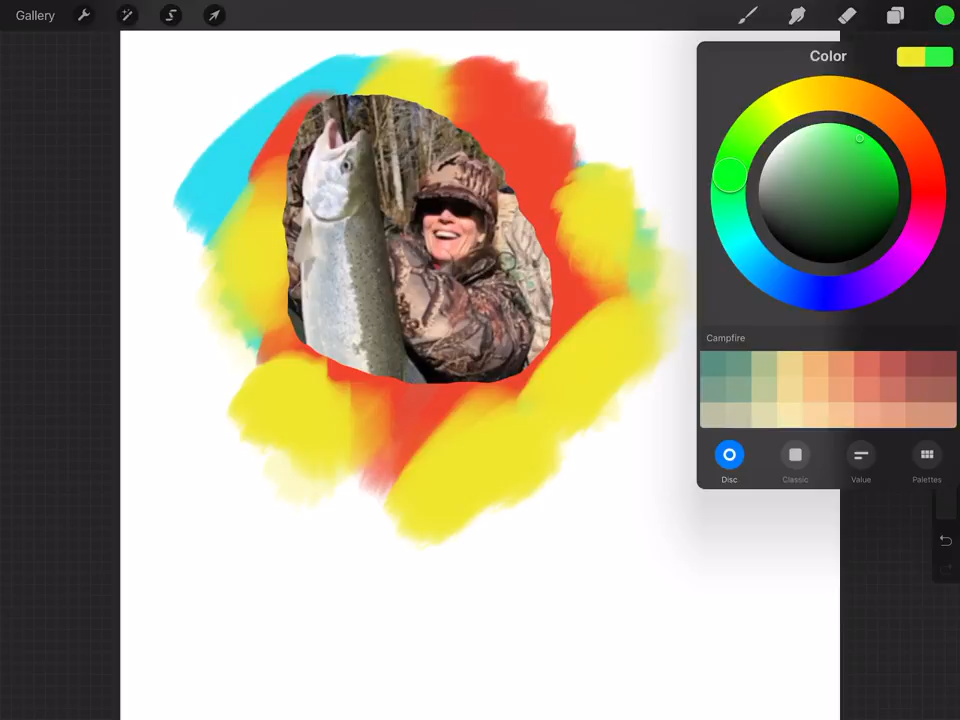 Gallery
Color
Campfire
Disc
Classic
Value
Palettes